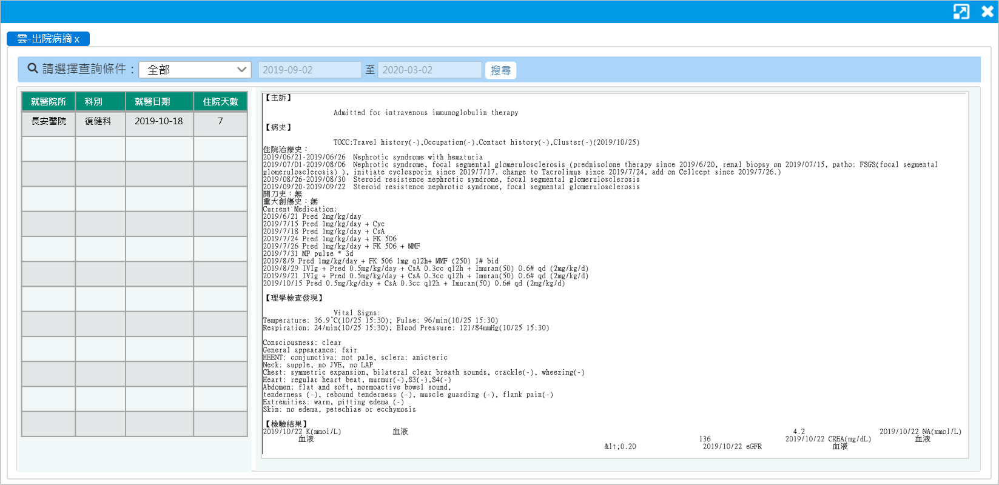 雲-出院病摘 x
請選擇查詢條件： 全部 2019-09-02 至 2020-03-02 搜尋
就醫院所 科別 就醫日期 住院天數
長安醫院 復健科 2019-10-18 7
【主訴】
Admitted for intravenous immunoglobulin therapy
【病史】
TOCC:Travel history(-),Occupation(-),Contact history(-),Cluster(-)(2019/10/25)
住院治療史：
2019/06/21-2019/06/26 Nephrotic syndrome with hematuria
2019/07/01-2019/08/06 Nephrotic syndrome, focal segmental glomerulosclerosis (prednisolone therapy since 2019/6/20, renal biopsy on 2019/07/15, patho: FSGS(focal segmental
glomerulosclerosis) ), initiate cyclosporin since 2019/7/17. change to Tacrolimus since 2019/7/24, add on Cellcept since 2019/7/26.)
2019/08/26-2019/08/30 Steroid resistence nephrotic syndrome, focal segmental glomerulosclerosis
2019/09/20-2019/09/22 Steroid resistence nephrotic syndrome, focal segmental glomerulosclerosis
開刀史：無
重大創傷史：無
Current Medication:
2019/6/21 Pred 2mg/kg/day
2019/7/15 Pred 1mg/kg/day + Cyc
2019/7/18 Pred 1mg/kg/day + CsA
2019/7/24 Pred 1mg/kg/day + FK 506
2019/7/26 Pred 1mg/kg/day + FK 506 + MMF
2019/7/31 MP pulse * 3d
2019/8/9 Pred 1mg/kg/day + FK 506 1mg q12h+ MMF (250) 1# bid
2019/8/29 IVIg + Pred 0.5mg/kg/day + CsA 0.3cc q12h + Imuran(50) 0.6# qd (2mg/kg/d)
2019/9/21 IVIg + Pred 0.5mg/kg/day + CsA 0.3cc q12h + Imuran(50) 0.6# qd (2mg/kg/d)
2019/10/15 Pred 0.5mg/kg/day + CsA 0.3cc q12h + Imuran(50) 0.6# qd (2mg/kg/d)
【理學檢查發現】
Vital Signs:
Temperature: 36.9˚C(10/25 15:30); Pulse: 96/min(10/25 15:30)
Respiration: 24/min(10/25 15:30); Blood Pressure: 121/84mmHg(10/25 15:30)
Consciousness: clear
General appearance: fair
HEENT: conjunctiva: not pale, sclera: anicteric
Neck: supple, no JVE, no LAP
Chest: symmetric expansion, bilateral clear breath sounds, crackle(-), wheezing(-)
Heart: regular heart beat, murmur(-),S3(-),S4(-)
Abdomen: flat and soft, normoactive bowel sound,
tenderness (-), rebound tenderness (-), muscle guarding (-), flank pain(-)
Extremities: warm, pitting edema (-)
Skin: no edema, petechiae or ecchymosis
【檢驗結果】
2019/10/22 K(mmol/L) 血液 4.2 2019/10/22 NA(mmol/L)
血液 136 2019/10/22 CREA(mg/dL) 血液
&lt;0.20 2019/10/22 eGFR 血液